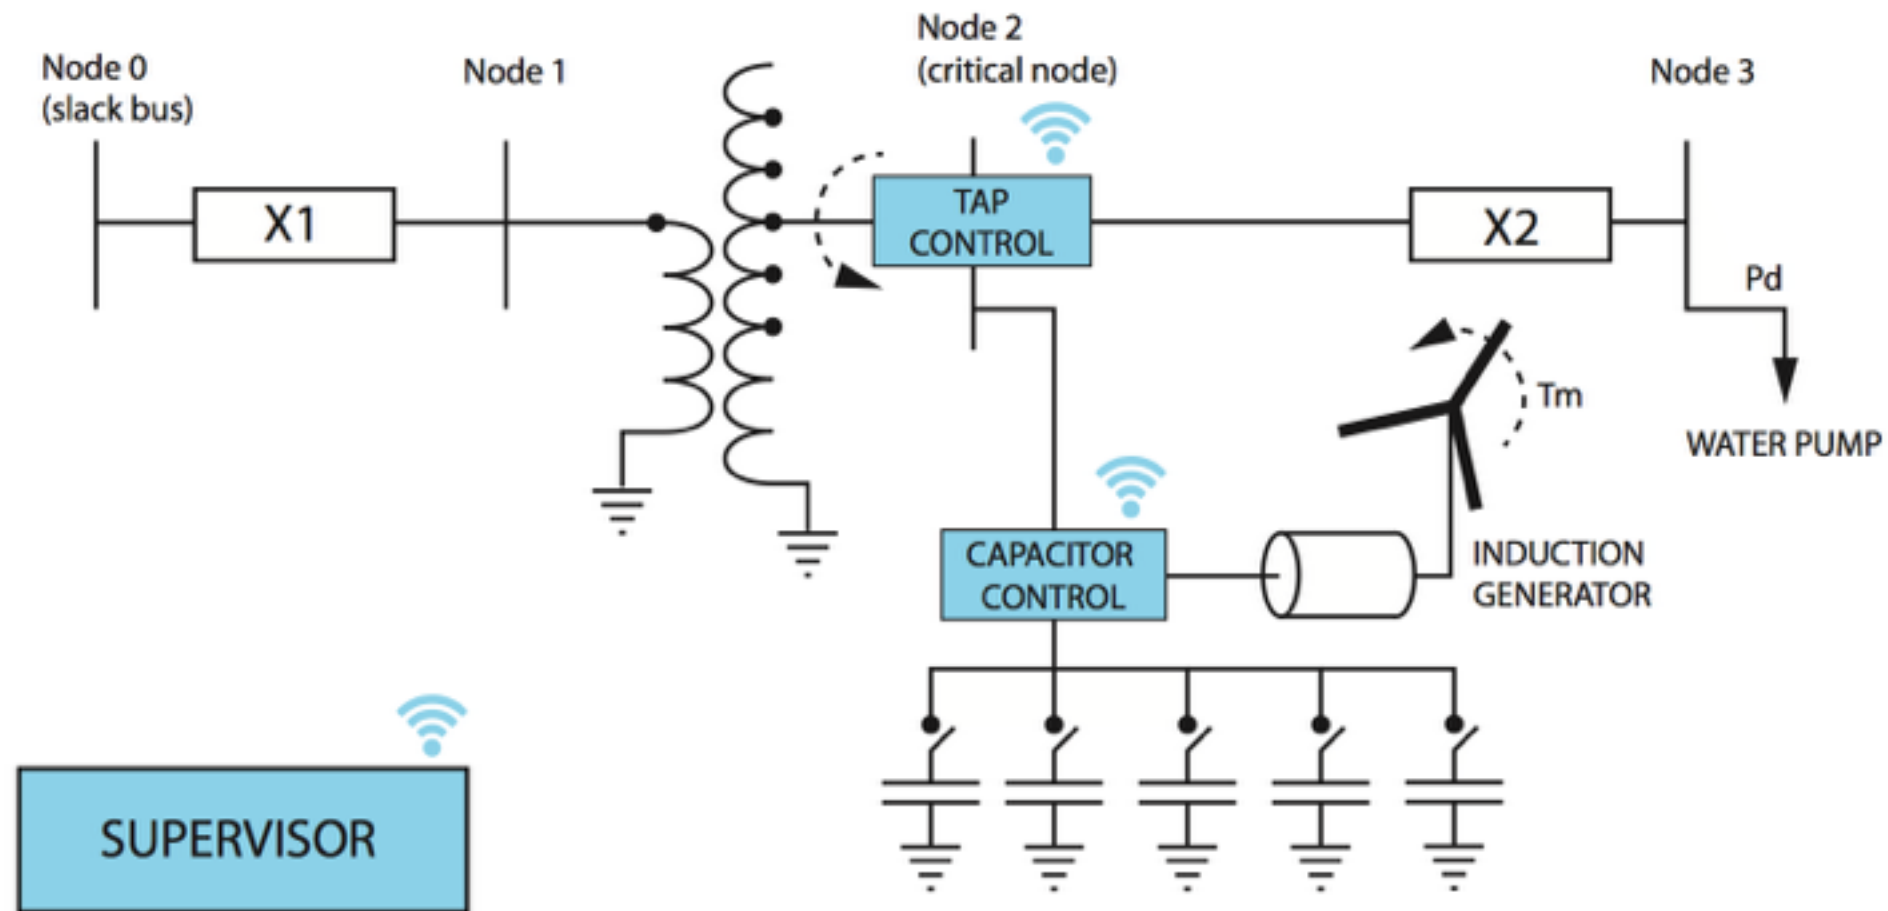 Node 0
(slack bus)
Node 1
Node 2
(critical node)
Node 3
X1
TAP
CONTROL
X2
Pd
Tm
WATER PUMP
CAPACITOR
CONTROL
INDUCTION
GENERATOR
SUPERVISOR